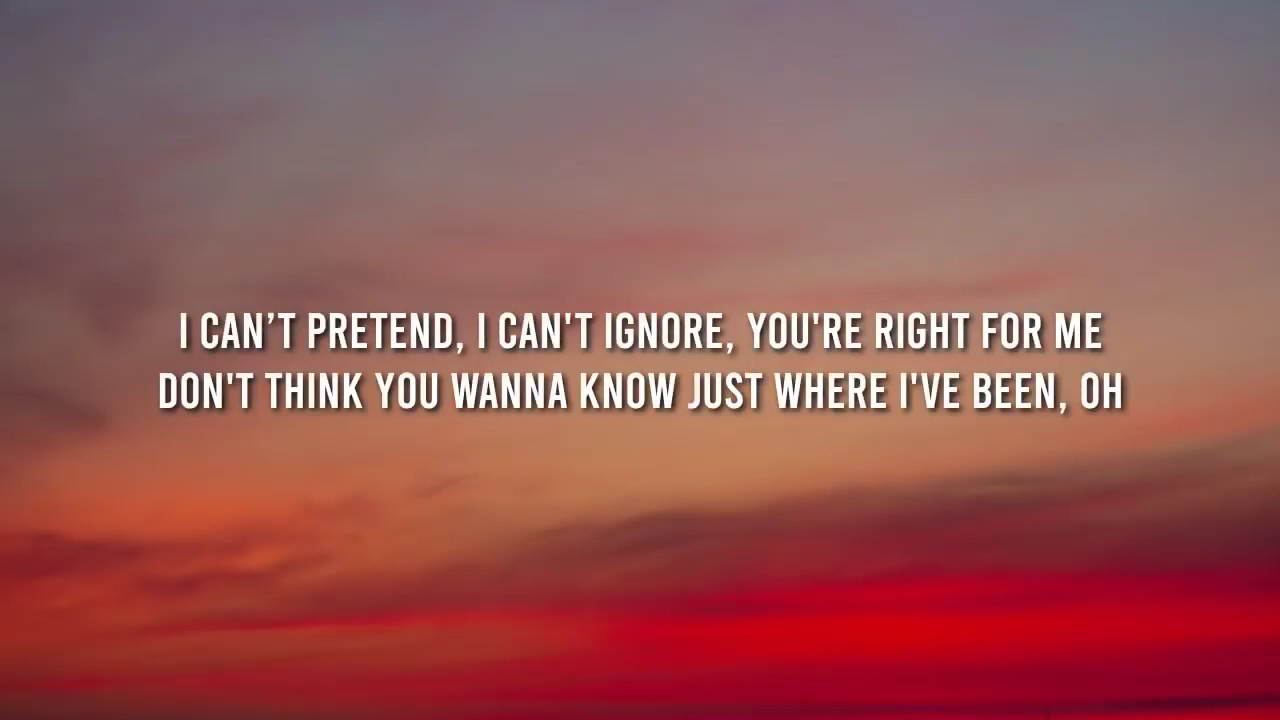 I CAN’T PRETEND, I CAN'T IGNORE, YOU'RE RIGHT FOR ME
DON'T THINK YOU WANNA KNOW JUST WHERE I'VE BEEN, OH